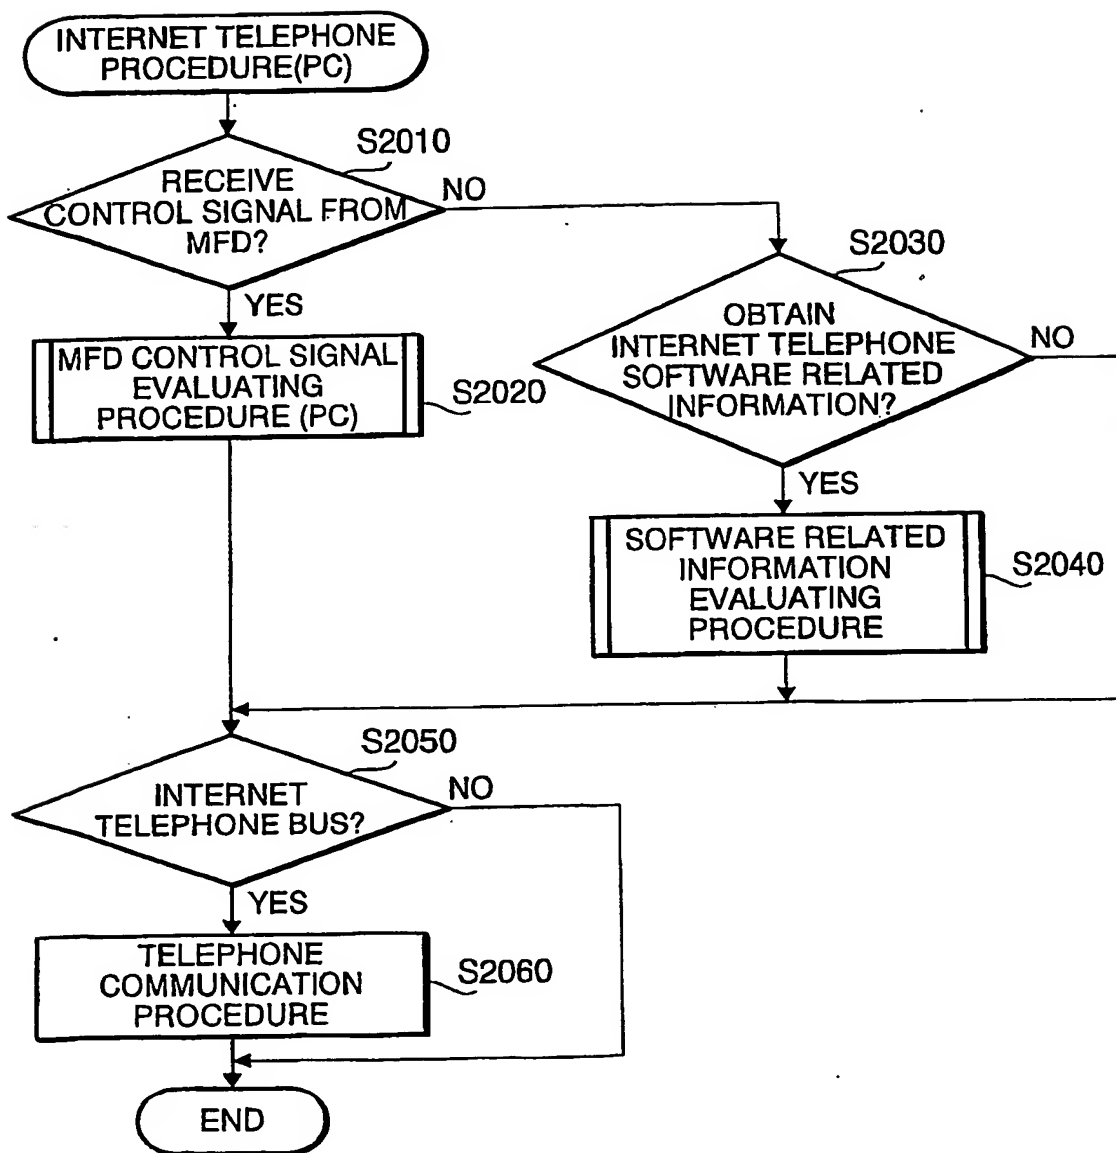 INTERNET TELEPHONE
PROCEDURE(PC)
S2010
RECEIVE
CONTROL SIGNAL FROM
MFD?
NO
YES
S2030
OBTAIN
INTERNET TELEPHONE
SOFTWARE RELATED
INFORMATION?
NO
YES
MFD CONTROL SIGNAL
EVALUATING
PROCEDURE (PC)
S2020
SOFTWARE RELATED
INFORMATION
EVALUATING
PROCEDURE
S2040
S2050
INTERNET
TELEPHONE BUS?
NO
YES
TELEPHONE
COMMUNICATION
PROCEDURE
S2060
END